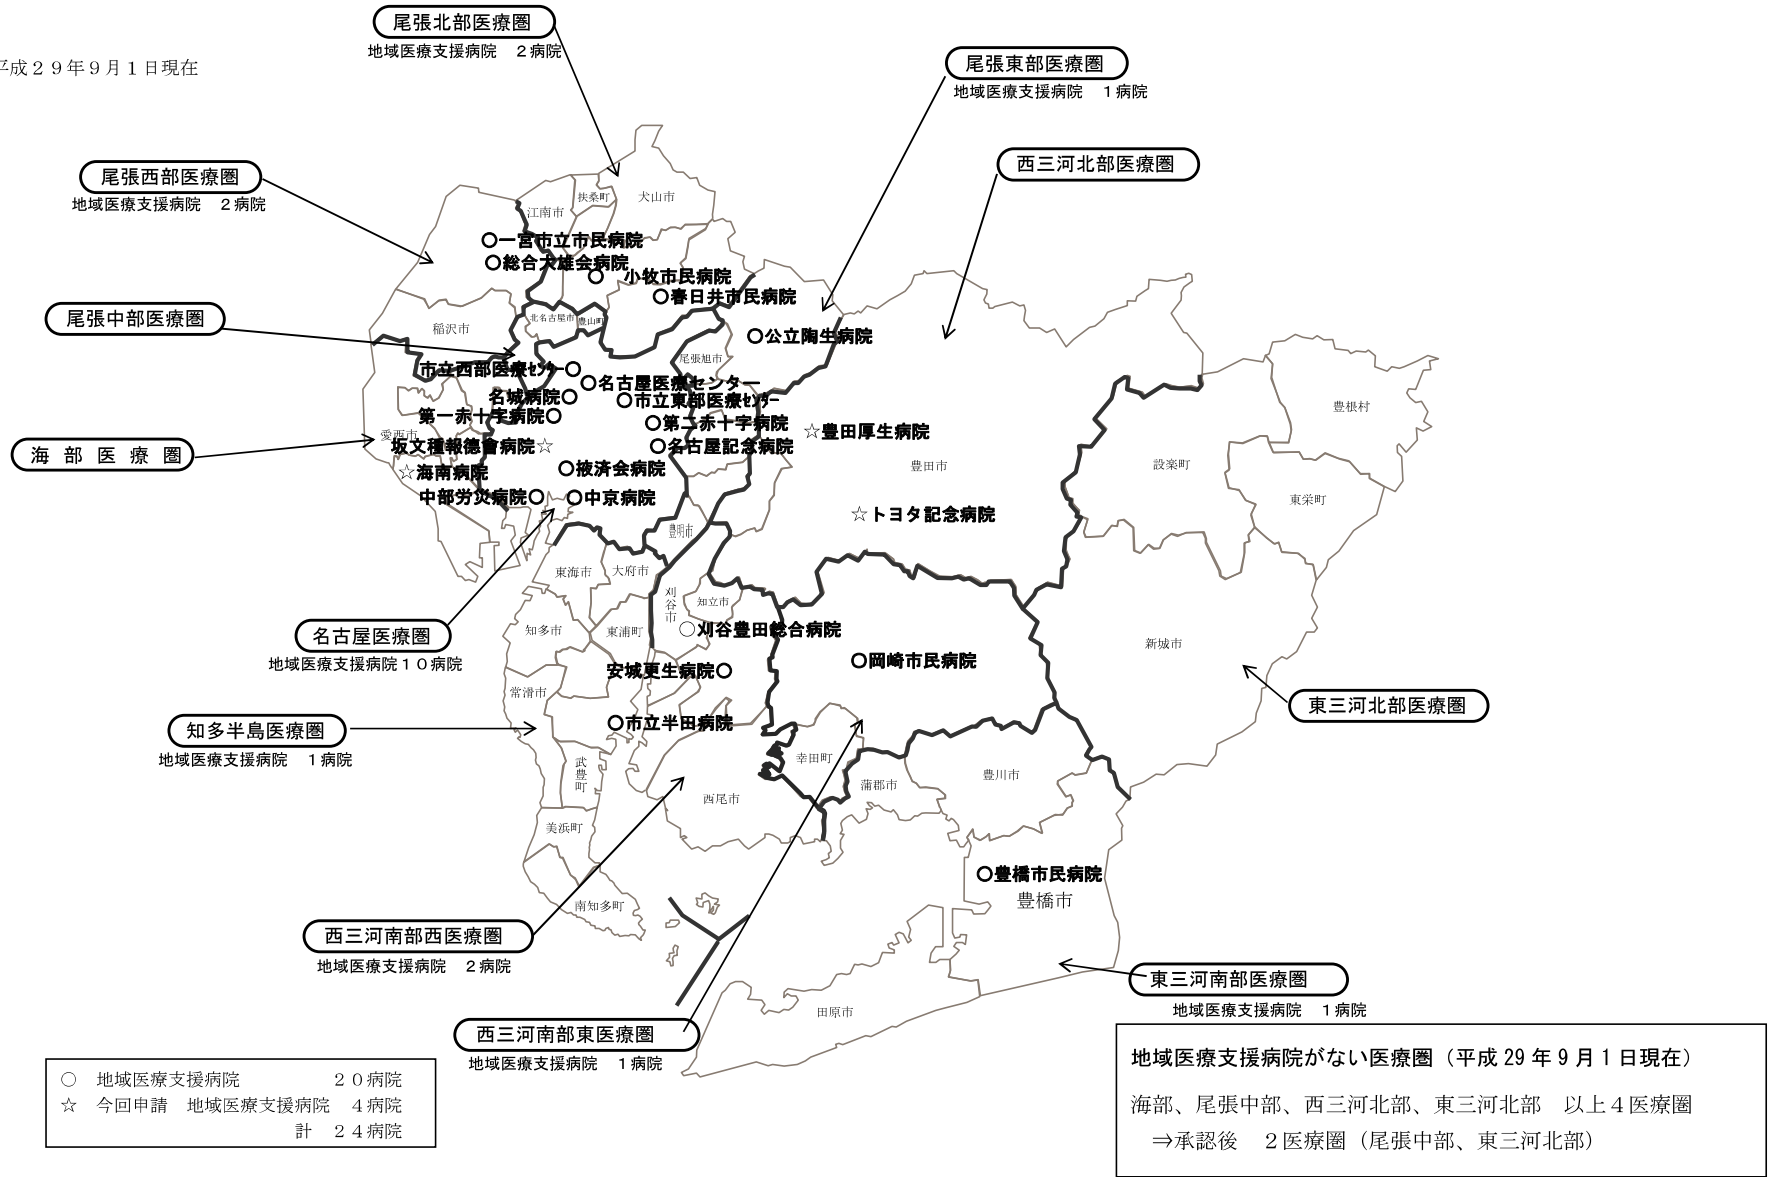 尾張北部医療圏
地域医療支援病院　２病院
平成２９年９月１日現在
尾張東部医療圏
地域医療支援病院　１病院
西三河北部医療圏
尾張西部医療圏
地域医療支援病院　２病院
扶桑町
犬山市
江南市
○一宮市立市民病院
○総合大雄会病院
○　小牧市民病院
○春日井市民病院
尾張中部医療圏
北名古屋市
豊山町
稲沢市
○公立陶生病院
尾張旭市
市立西部医療ｾﾝﾀｰ○
○名古屋医療センター
名城病院○
○市立東部医療ｾﾝﾀｰ
第一赤十字病院○
○第二赤十字病院
豊根村
愛西市
☆豊田厚生病院
坂文種報德會病院☆
○名古屋記念病院
海部医療圏
豊田市
設楽町
☆海南病院
○掖済会病院
中部労災病院○
○中京病院
東栄町
☆トヨタ記念病院
豊明市
東海市
大府市
刈谷市
知立市
名古屋医療圏
地域医療支援病院１０病院
知多市
東浦町
○刈谷豊田総合病院
新城市
安城更生病院○
○岡崎市民病院
常滑市
東三河北部医療圏
知多半島医療圏
地域医療支援病院　１病院
○市立半田病院
武豊町
幸田町
蒲郡市
豊川市
西尾市
美浜町
○豊橋市民病院
豊橋市
南知多町
西三河南部西医療圏
地域医療支援病院　２病院
東三河南部医療圏
地域医療支援病院　１病院
田原市
西三河南部東医療圏
地域医療支援病院　１病院
○　地域医療支援病院　２０病院
☆　今回申請　地域医療支援病院　４病院
計　２４病院
地域医療支援病院がない医療圏（平成 29 年９月１日現在）
海部、尾張中部、西三河北部、東三河北部　以上４医療圏
⇒承認後　２医療圏（尾張中部、東三河北部）